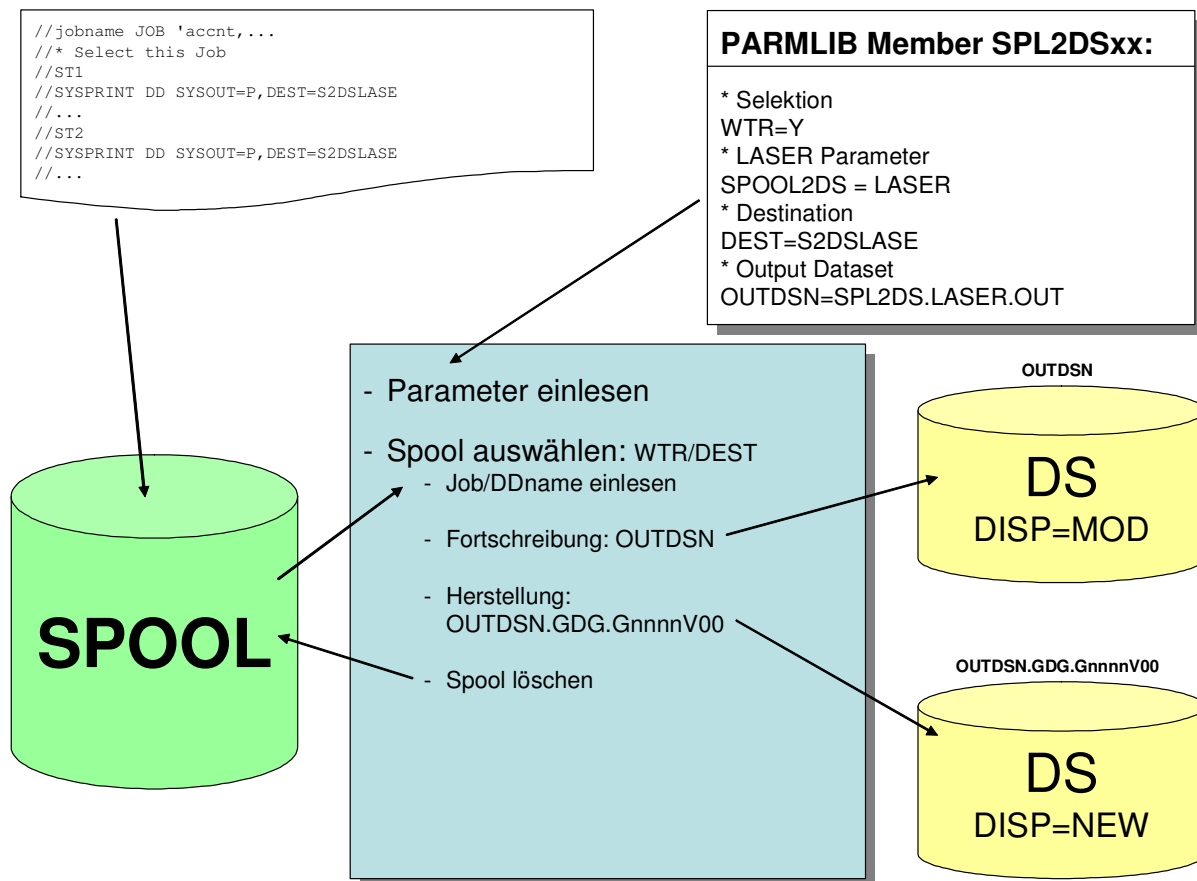 //jobname JOB 'accnt,...
//* Select this Job
//ST1
//SYSPRINT DD SYSOUT=P,DEST=S2DSLASE
//...
//ST2
//SYSPRINT DD SYSOUT=P,DEST=S2DSLASE
//...
PARMLIB Member SPL2DSxx:
* Selektion
WTR=Y
* LASER Parameter
SPOOL2DS = LASER
* Destination
DEST=S2DSLASE
* Output Dataset
OUTDSN=SPL2DS.LASER.OUT
- Parameter einlesen
- Spool auswählen: WTR/DEST
- Job/DDname einlesen
- Fortschreibung: OUTDSN
- Herstellung:
OUTDSN.GDG.GnnnnV00
- Spool löschen
SPOOL
OUTDSN
DS
DISP=MOD
OUTDSN.GDG.GnnnnV00
DS
DISP=NEW